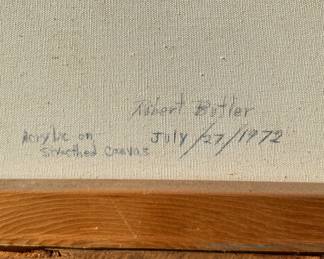 Robert Butler
Acrylic on July/27/1972
stretched canvas